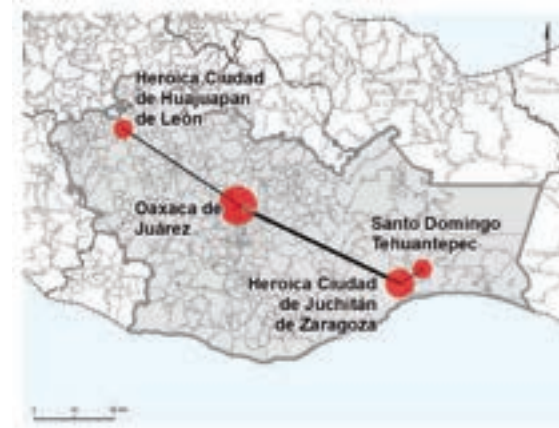 Heroica Ciudad
de Huajuapan
de León
Oaxaca de
Juárez
Santo Domingo
Tehuantepec
Heroica Ciudad
de Juchitán
de Zaragoza